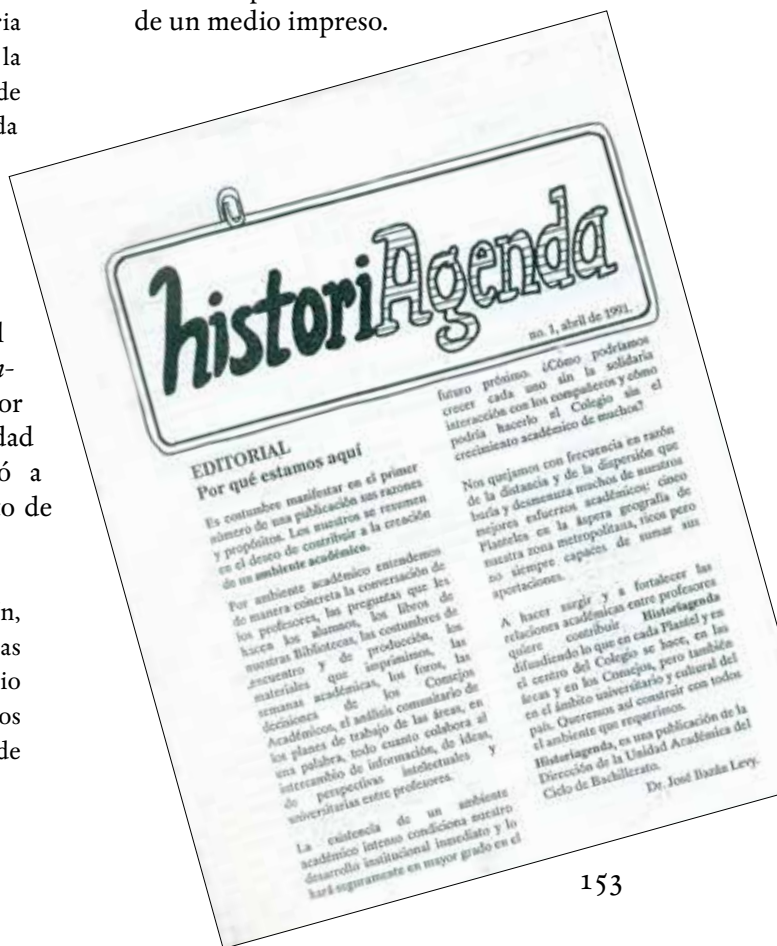 ria
la
de
da
l
n-
or
dad
ó a
o de
n,
as
io
os
de
de un medio impreso.
historiAgenda
no. 1, abril de 1991.
EDITORIAL
Por qué estamos aquí
Es costumbre manifestar en el primer
número de una publicación sus razones
y propósitos. Los nuestros se resumen
en el deseo de contribuir a la creación
de un ambiente académico.
Por ambiente académico entendemos
de manera concreta la conversación de
los profesores, las preguntas que les
hacen los alumnos, los libros de
nuestras Bibliotecas, las costumbres de
encuentro y de producción, los
materiales que imprimimos, las
semanas académicas, los foros, las
decisiones de los Consejos
Académicos, el análisis comunitario de
los planes de trabajo de las áreas, en
una palabra, todo cuanto colabora al
intercambio de información, de ideas,
de perspectivas intelectuales y
universitarias entre profesores.
La existencia de un ambiente
académico intenso condiciona nuestro
desarrollo institucional inmediato y lo
hará seguramente en mayor grado en el
futuro próximo. ¿Cómo podríamos
crecer cada uno sin la solidaria
interacción con los compañeros y cómo
podría hacerlo el Colegio sin el
crecimiento académico de muchos?
Nos quejamos con frecuencia en razón
de la distancia y de la dispersión que
burla y desmenuza muchos de nuestros
mejores esfuerzos académicos: cinco
Planteles en la áspera geografía de
nuestra zona metropolitana, ricos pero
no siempre capaces de sumar sus
aportaciones.
A hacer surgir y a fortalecer las
relaciones académicas entre profesores
quiere contribuir Historiagenda
difundiendo lo que en cada Plantel y en
el centro del Colegio se hace, en las
y en los Consejos, pero también
en el ámbito universitario y cultural del
país. Queremos así construir con todos
el ambiente que requerimos.
Historiagenda, es una publicación de la
Dirección de la Unidad Académica del
Ciclo de Bachillerato.
Dr. José Bazán Levy.
153